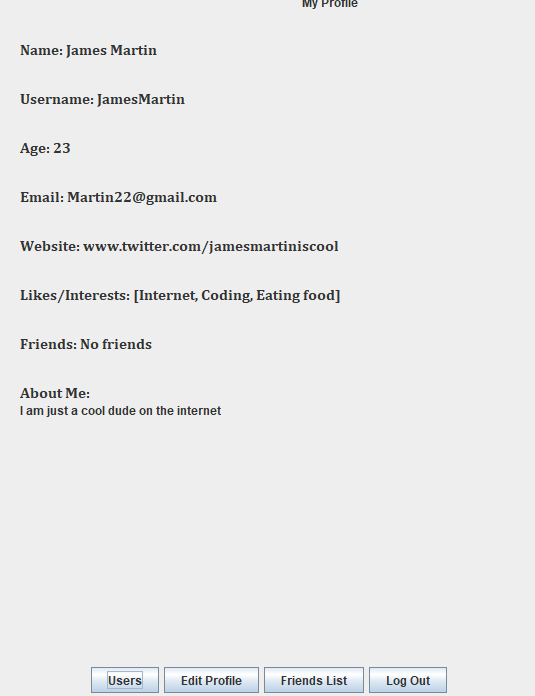 My Profile
Name: James Martin
Username: JamesMartin
Age: 23
Email: Martin22@gmail.com
Website: www.twitter.com/jamesmartiniscool
Likes/Interests: [Internet, Coding, Eating food]
Friends: No friends
About Me:
I am just a cool dude on the internet
Users Edit Profile Friends List Log Out